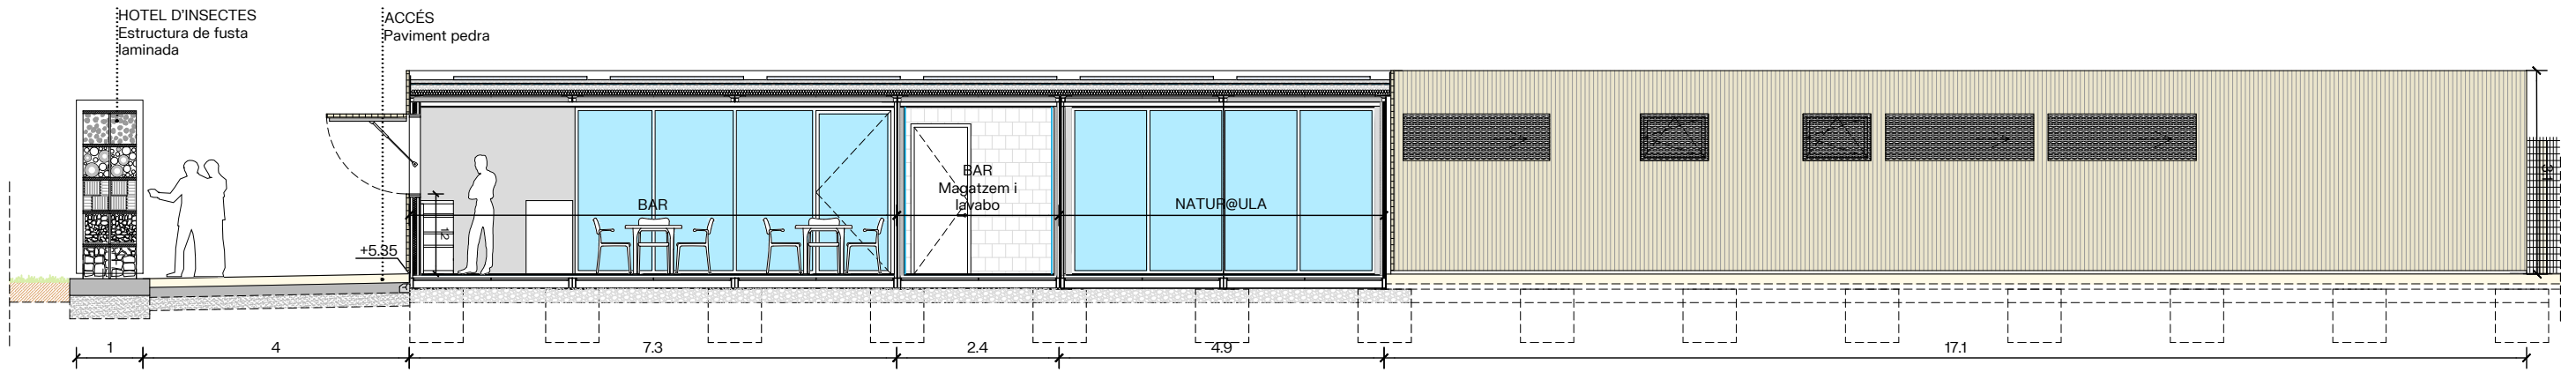 HOTEL D'INSECTES
Estructura de fusta
laminada
ACCÉS
Paviment pedra
BAR
Magatzem i
lavabo
BAR
NATUR@ULA
+5.35
12
1
4
7.3
2.4
4.9
17.1